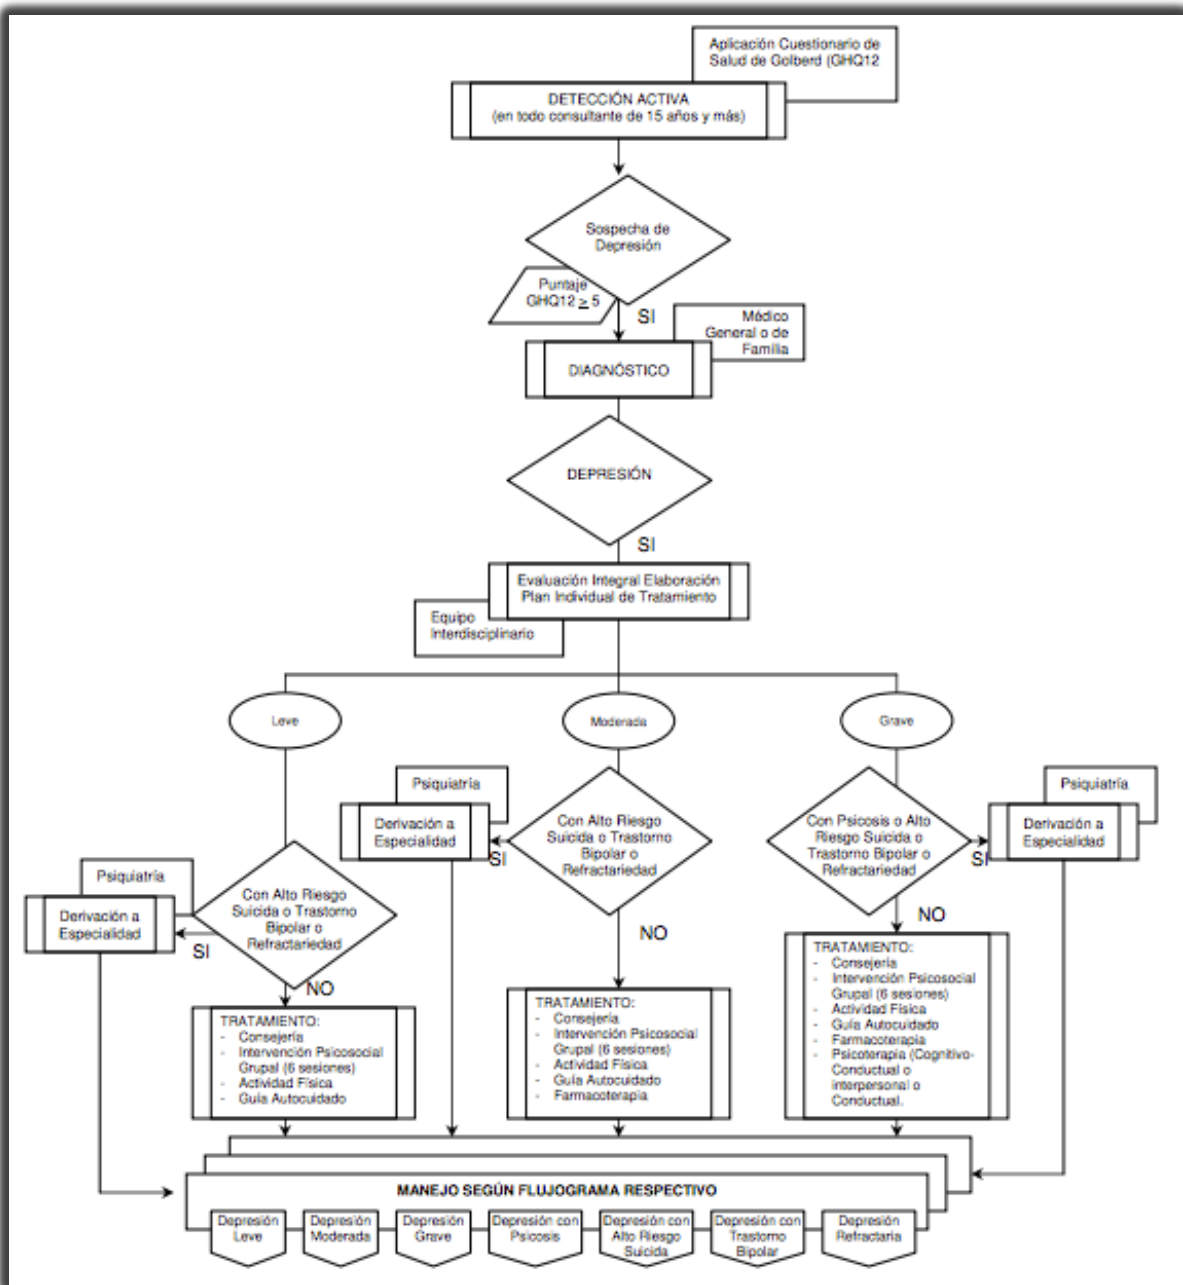 Aplicación Cuestionario de
Salud de Golberd (GHQ12
DETECCIÓN ACTIVA
(en todo consultante de 15 años y más)
Sospecha de
Depresión
Puntaje
GHQ12 ≥ 5
SI
Médico
General o de
Familia
DIAGNÓSTICO
DEPRESIÓN
SI
Evaluación Integral Elaboración
Plan Individual de Tratamiento
Equipo
Interdisciplinario
Leve
Moderada
Grave
Psiquiatría
Derivación a
Especialidad
SI
Con Alto Riesgo
Suicida o Trastorno
Bipolar o
Refractariedad
NO
Psiquiatría
Derivación a
Especialidad
SI
Con Alto Riesgo
Suicida o Trastorno
Bipolar o
Refractariedad
NO
Con Psicosis o Alto
Riesgo Suicida o
Trastorno Bipolar o
Refractariedad
SI
Psiquiatría
Derivación a
Especialidad
NO
TRATAMIENTO:
- Consejería
- Intervención Psicosocial
Grupal (6 sesiones)
- Actividad Física
- Guía Autocuidado
TRATAMIENTO:
- Consejería
- Intervención Psicosocial
Grupal (6 sesiones)
- Actividad Física
- Guía Autocuidado
- Farmacoterapia
TRATAMIENTO:
- Consejería
- Intervención Psicosocial
Grupal (6 sesiones)
- Actividad Física
- Guía Autocuidado
- Farmacoterapia
- Psicoterapia (Cognitivo-
Conductual o
Interpersonal o
Conductual.
MANEJO SEGÚN FLUJOGRAMA RESPECTIVO
Depresión
Leve
Depresión
Moderada
Depresión
Grave
Depresión con
Psicosis
Depresión con
Alto Riesgo
Suicida
Depresión con
Trastorno
Bipolar
Depresión
Refractaria